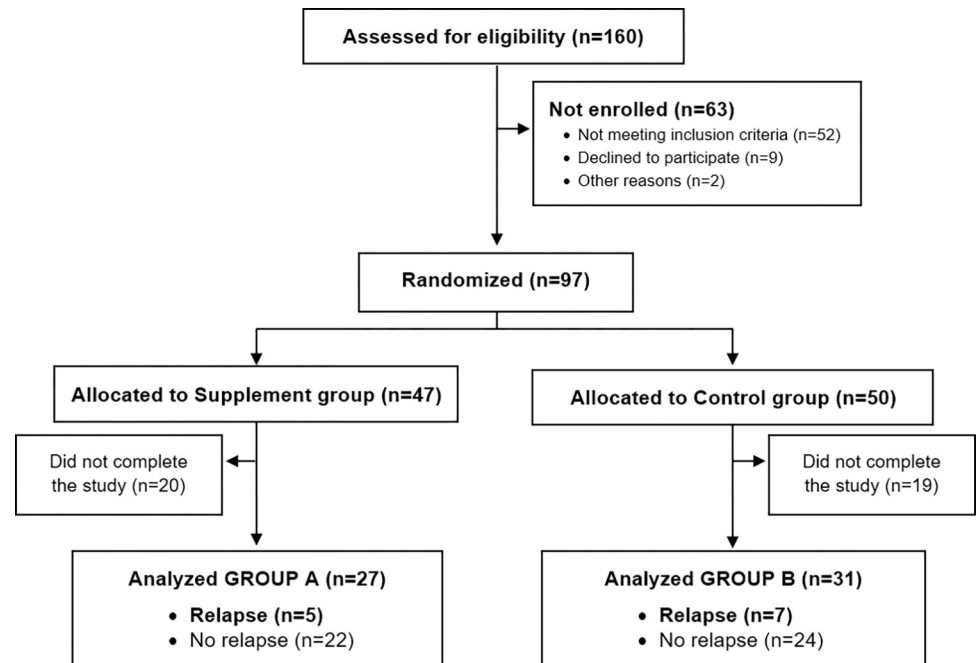 Assessed for eligibility (n=160)
Not enrolled (n=63)
• Not meeting inclusion criteria (n=52)
• Declined to participate (n=9)
• Other reasons (n=2)
Randomized (n=97)
Allocated to Supplement group (n=47)
Allocated to Control group (n=50)
Did not complete
the study (n=20)
Did not complete
the study (n=19)
Analyzed GROUP A (n=27)
• Relapse (n=5)
• No relapse (n=22)
Analyzed GROUP B (n=31)
• Relapse (n=7)
• No relapse (n=24)